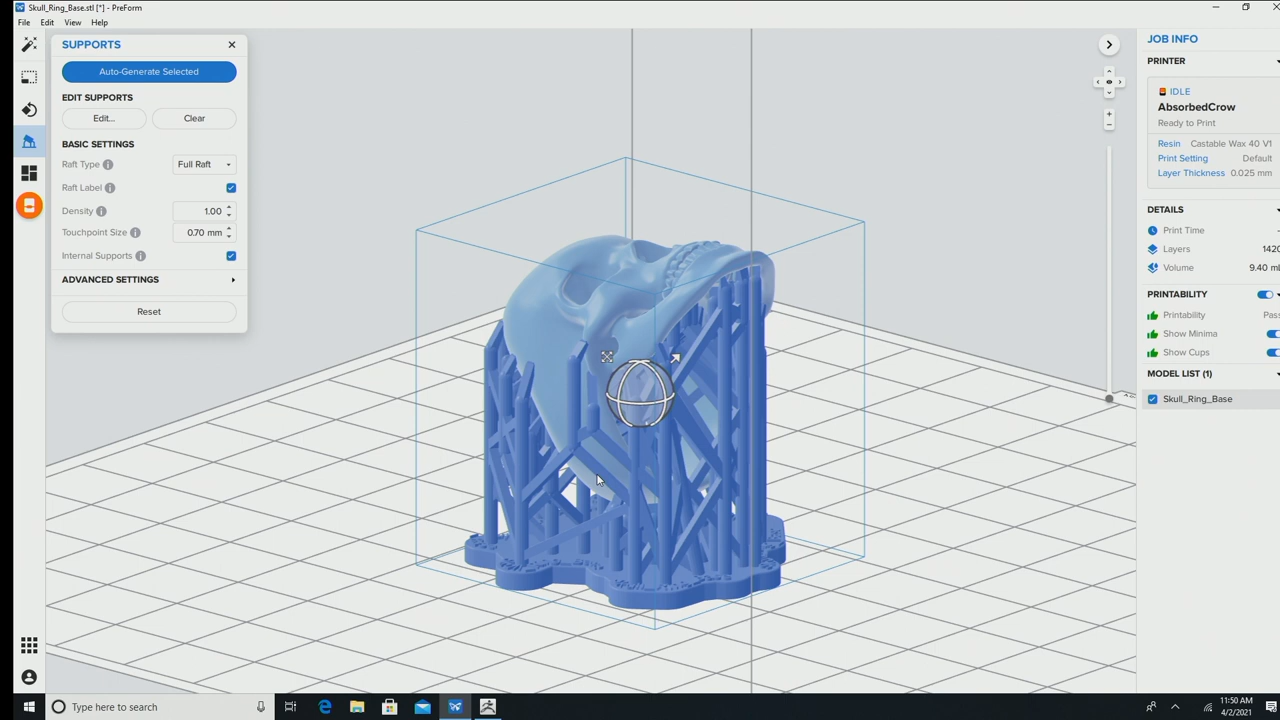 Skull_Ring_Base.stl [*] - PreForm
File Edit View Help
SUPPORTS
Auto-Generate Selected
EDIT SUPPORTS
Edit... Clear
BASIC SETTINGS
Raft Type Full Raft
Raft Label
Density 1.00
Touchpoint Size 0.70 mm
Internal Supports
ADVANCED SETTINGS
Reset
JOB INFO
PRINTER
IDLE
AbsorbedCrow
Ready to Print
Resin Castable Wax 40 V1
Print Setting Default
Layer Thickness 0.025 mm
DETAILS
Print Time -
Layers 1420
Volume 9.40 mL
PRINTABILITY
Printability Pass
Show Minima
Show Cups
MODEL LIST (1)
Skull_Ring_Base
Type here to search
11:50 AM
4/2/2021